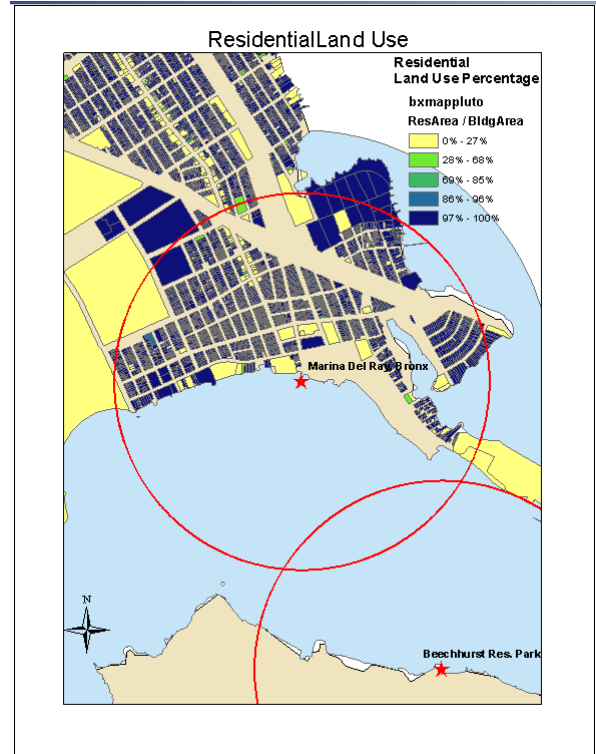 ResidentialLand Use
Residential
Land Use Percentage
bxmappluto
ResArea / BldgArea
0% - 27%
28% - 68%
69% - 85%
86% - 96%
97% - 100%
Marina Del Ray, Bronx
N
Beechhurst Res. Park